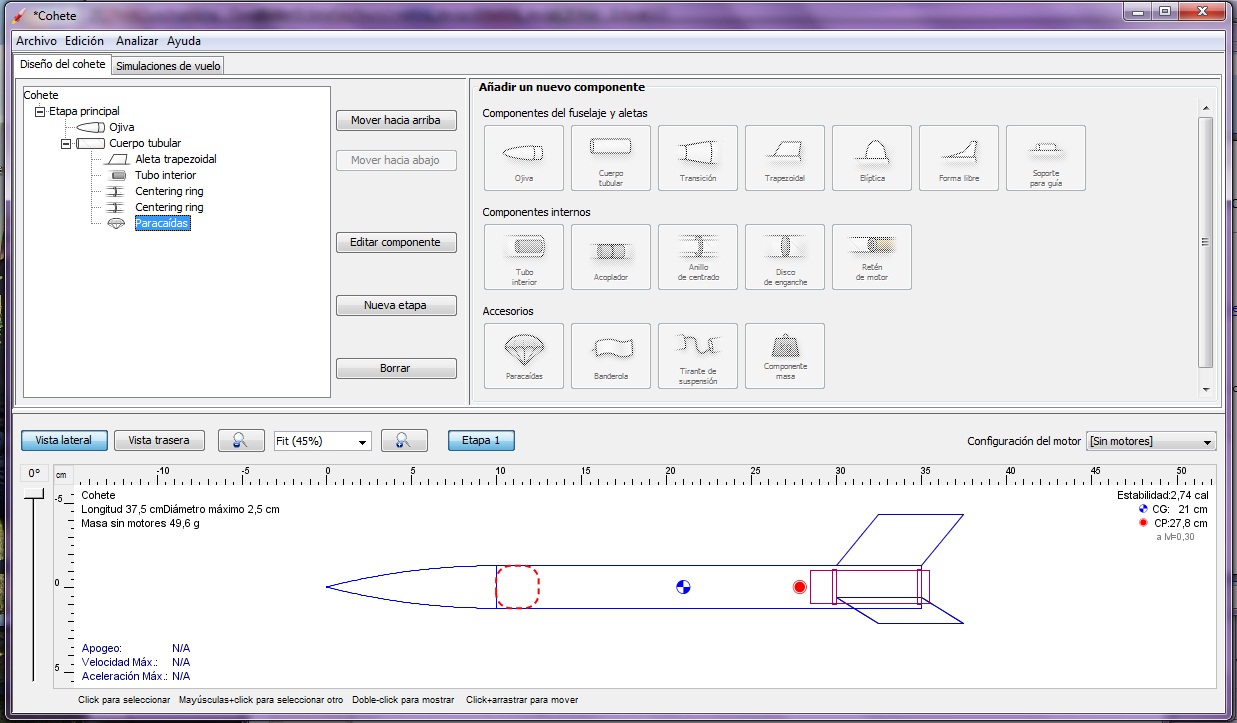 *Cohete
Archivo Edición Analizar Ayuda
Diseño del cohete Simulaciones de vuelo
Cohete
Etapa principal
Ojiva
Cuerpo tubular
Aleta trapezoidal
Tubo interior
Centering ring
Centering ring
Paracaídas
Mover hacia arriba
Mover hacia abajo
Editar componente
Nueva etapa
Borrar
Añadir un nuevo componente
Componentes del fuselaje y aletas
Ojiva
Cuerpo
tubular
Transición
Trapezoidal
Elíptica
Forma libre
Soporte
para guía
Componentes internos
Tubo
interior
Acoplador
Anillo
de centrado
Disco
de enganche
Retén
de motor
Accesorios
Paracaídas
Banderola
Tirante de
suspensión
Componente
masa
Vista lateral Vista trasera Fit (45%) Etapa 1 Configuración del motor [Sin motores]
0° cm -10 -5 0 5 10 15 20 25 30 35 40 45 50
-5
0
5
Cohete
Longitud 37,5 cmDiámetro máximo 2,5 cm
Masa sin motores 49,6 g
Estabilidad:2,74 cal
CG: 21 cm
CP:27,8 cm
a M=0,30
Apogeo: N/A
Velocidad Máx.: N/A
Aceleración Máx.: N/A
Click para seleccionar Mayúsculas+click para seleccionar otro Doble-click para mostrar Click+arrastrar para mover